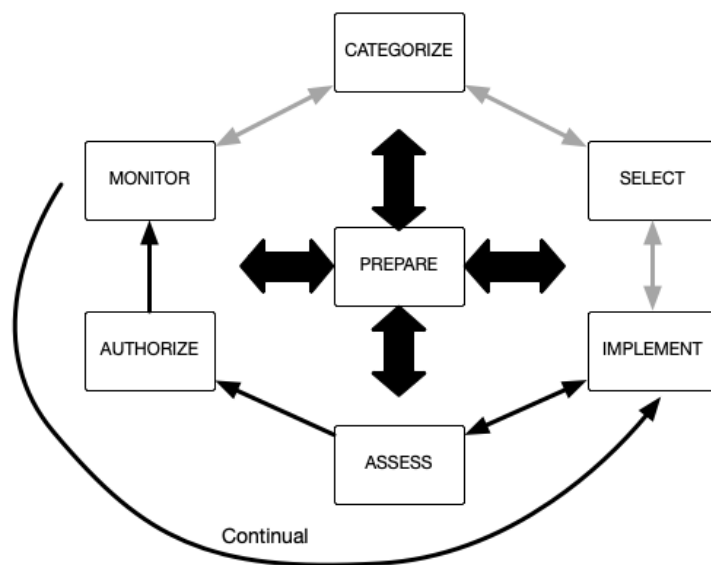 CATEGORIZE
MONITOR
SELECT
PREPARE
AUTHORIZE
IMPLEMENT
ASSESS
Continual